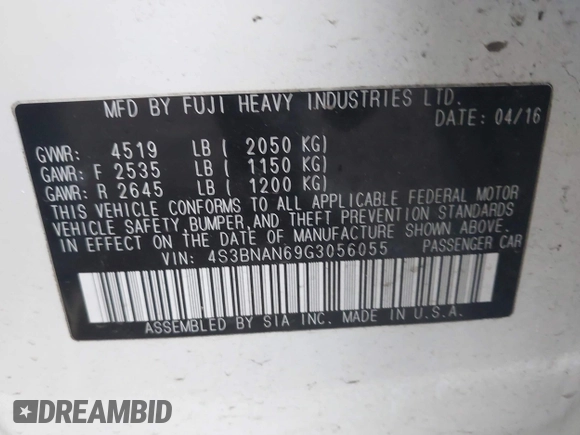 MFD BY FUJI HEAVY INDUSTRIES LTD.
DATE: 04/16
GVWR: 4519 LB ( 2050 KG)
GAWR: F 2535 LB ( 1150 KG)
GAWR: R 2645 LB ( 1200 KG)
THIS VEHICLE CONFORMS TO ALL APPLICABLE FEDERAL MOTOR
VEHICLE SAFETY, BUMPER, AND THEFT PREVENTION STANDARDS
IN EFFECT ON THE DATE OF MANUFACTURE SHOWN ABOVE.
VIN: 4S3BNAN69G3056055 PASSENGER CAR
ASSEMBLED BY SIA INC. MADE IN U.S.A.
DREAMBID